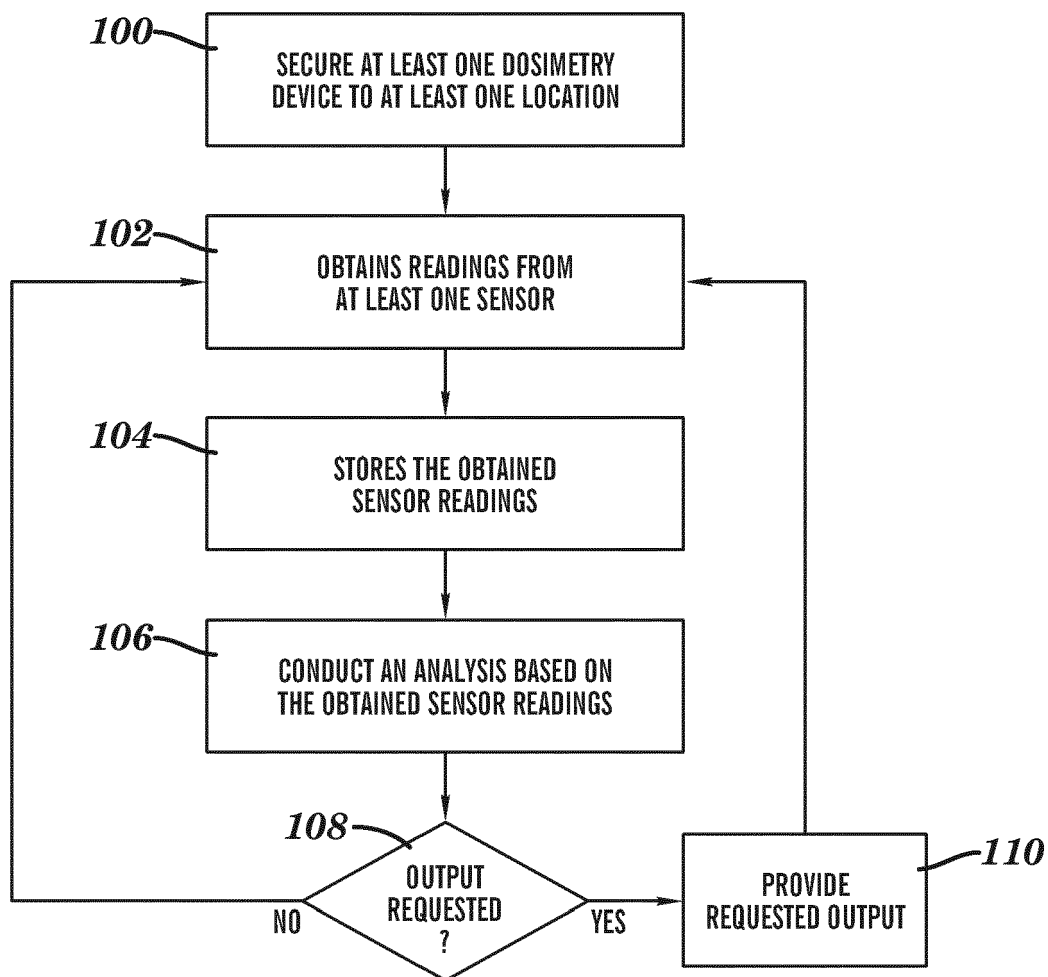 100
SECURE AT LEAST ONE DOSIMETRY
DEVICE TO AT LEAST ONE LOCATION
102
OBTAINS READINGS FROM
AT LEAST ONE SENSOR
104
STORES THE OBTAINED
SENSOR READINGS
106
CONDUCT AN ANALYSIS BASED ON
THE OBTAINED SENSOR READINGS
108
OUTPUT
REQUESTED
?
NO
YES
110
PROVIDE
REQUESTED OUTPUT